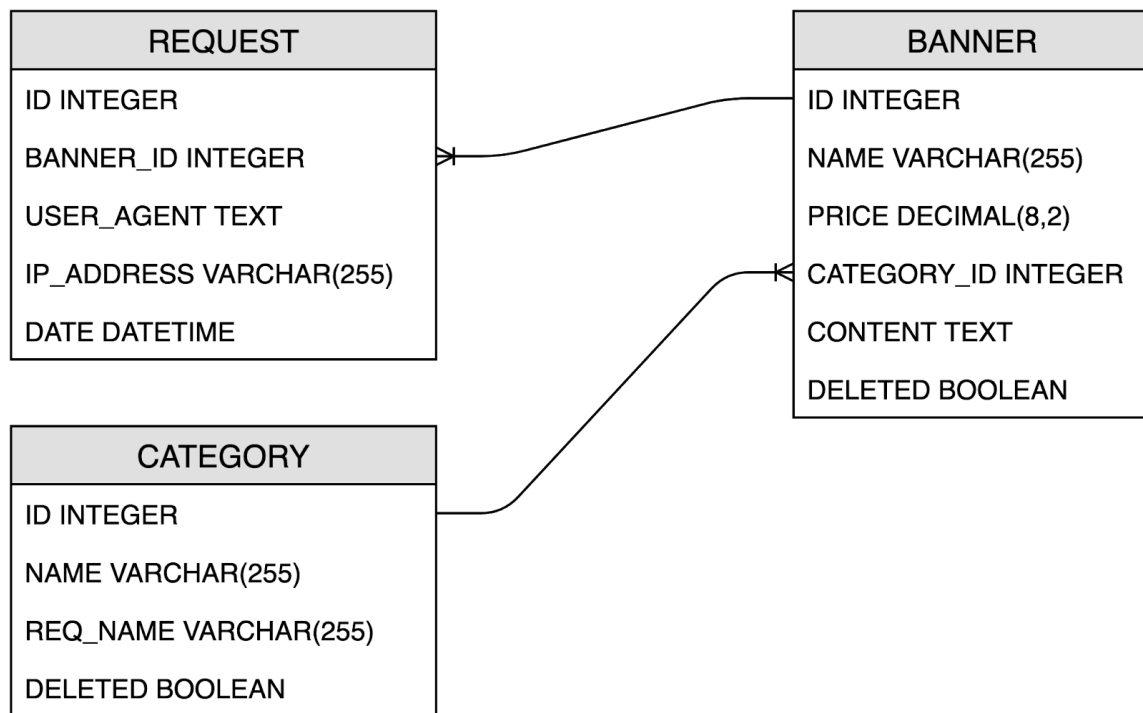 REQUEST
ID INTEGER
BANNER_ID INTEGER
USER_AGENT TEXT
IP_ADDRESS VARCHAR(255)
DATE DATETIME
BANNER
ID INTEGER
NAME VARCHAR(255)
PRICE DECIMAL(8,2)
CATEGORY_ID INTEGER
CONTENT TEXT
DELETED BOOLEAN
CATEGORY
ID INTEGER
NAME VARCHAR(255)
REQ_NAME VARCHAR(255)
DELETED BOOLEAN